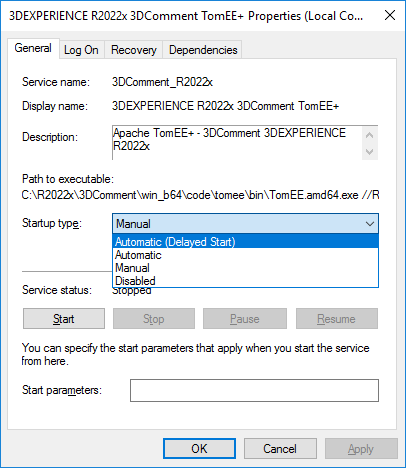 3DEXPERIENCE R2022x 3DComment TomEE+ Properties (Local Co...
General Log On Recovery Dependencies
Service name: 3DComment_R2022x
Display name: 3DEXPERIENCE R2022x 3DComment TomEE+
Description: Apache TomEE+ - 3DComment 3DEXPERIENCE
R2022x
Path to executable:
C:\R2022x\3DComment\win_b64\code\tomee\bin\TomEE.amd64.exe //R
Startup type: Manual
Automatic (Delayed Start)
Automatic
Manual
Disabled
Service status: Stopped
Start Stop Pause Resume
You can specify the start parameters that apply when you start the service
from here.
Start parameters:
OK Cancel Apply